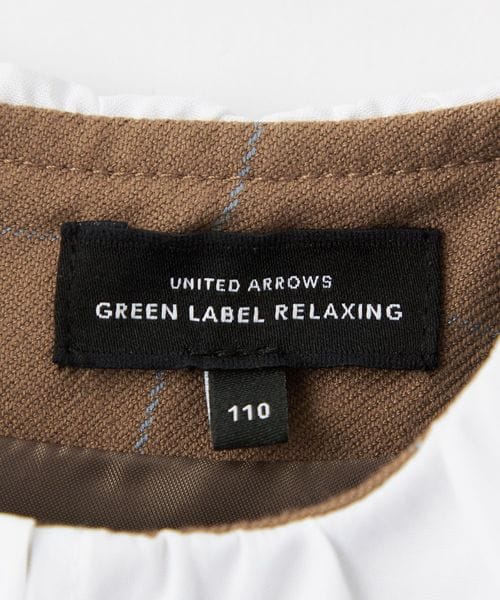 UNITED ARROWS
GREEN LABEL RELAXING
110